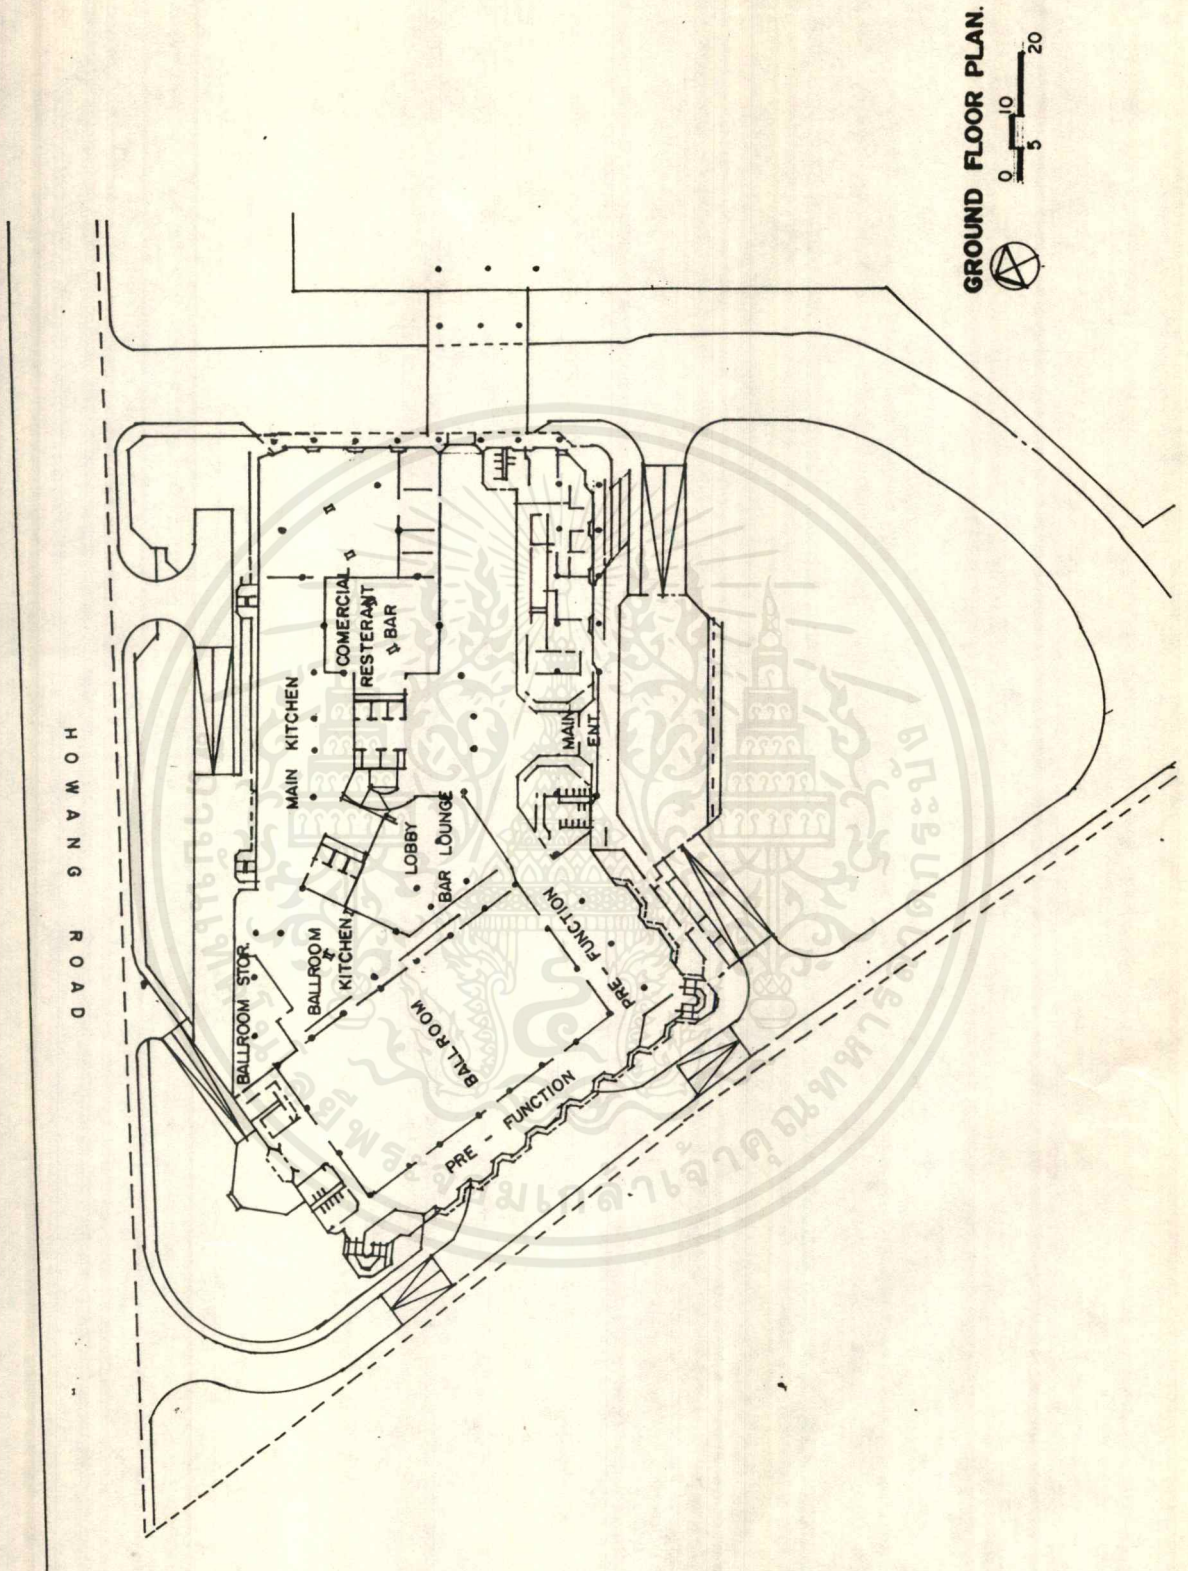 GROUND FLOOR PLAN.
0 5 10 20
HOWANG ROAD
MAIN KITCHEN
COMERCIAL
RESTERANT
BAR
MAIN
ENT.
LOBBY
BAR LOUNGE
BALLROOM STOR.
BALLROOM
KITCHEN
BALLROOM
PRE-FUNCTION
PRE - FUNCTION